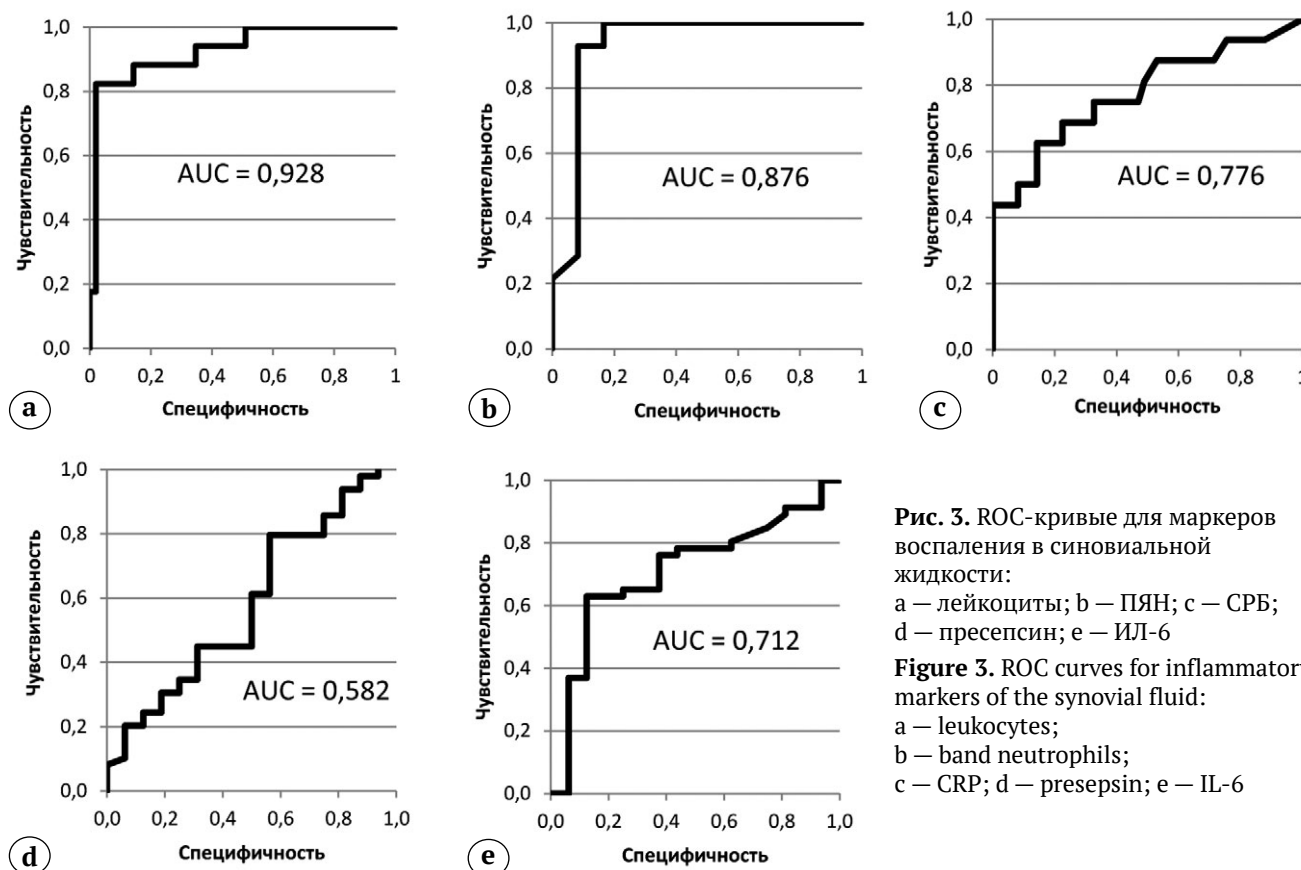 1,0
0,8
0,6
0,4
0,2
0,0
Чувствительность
AUC = 0,928
0 0,2 0,4 0,6 0,8 1
Специфичность
a
1,0
0,8
0,6
0,4
0,2
0,0
Чувствительность
AUC = 0,876
0 0,2 0,4 0,6 0,8 1
Специфичность
b
1,0
0,8
0,6
0,4
0,2
0,0
Чувствительность
AUC = 0,776
0 0,2 0,4 0,6 0,8 1
Специфичность
c
1,0
0,8
0,6
0,4
0,2
0,0
Чувствительность
AUC = 0,582
0,0 0,2 0,4 0,6 0,8 1,0
Специфичность
d
1,0
0,8
0,6
0,4
0,2
0,0
Чувствительность
AUC = 0,712
0,0 0,2 0,4 0,6 0,8 1,0
Специфичность
e
Рис. 3. ROC-кривые для маркеров
воспаления в синовиальной
жидкости:
a — лейкоциты; b — ПЯН; c — СРБ;
d — пресепсин; e — ИЛ-6
Figure 3. ROC curves for inflammatory
markers of the synovial fluid:
a — leukocytes;
b — band neutrophils;
c — CRP; d — presepsin; e — IL-6